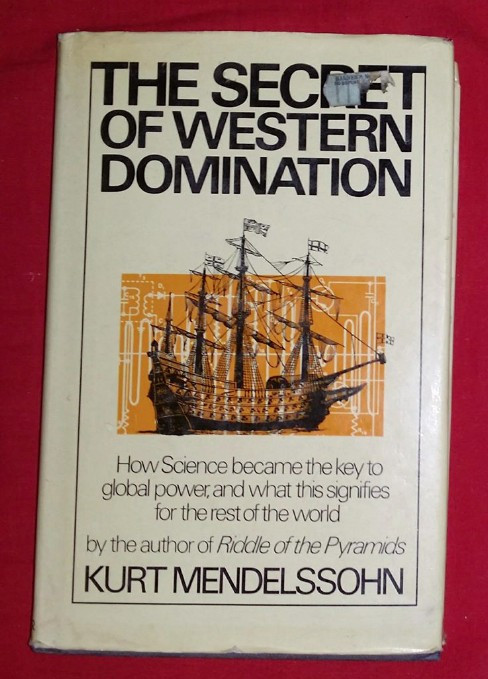 THE SECRET
OF WESTERN
DOMINATION
How Science became the key to
global power, and what this signifies
for the rest of the world
by the author of Riddle of the Pyramids
KURT MENDELSSOHN